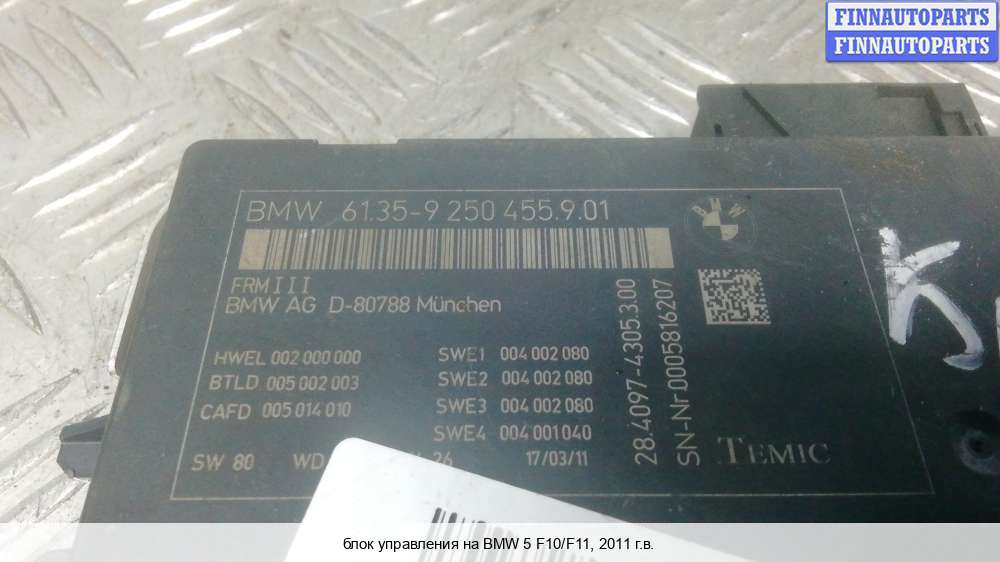 FINNAUTOPARTS
FINNAUTOPARTS
BMW 61.35-9 250 455.9.01
BMW
FRMIII
BMW AG D-80788 München
HWEL 002 000 000
SWE1 004 002 080
BTLD 005 002 003
SWE2 004 002 080
CAFD 005 014 010
SWE3 004 002 080
SWE4 004 001 040
SW 80 WD 26 17/03/11
28.4097-4305.3.00
SN-Nr.0005816207
TEMIC
K
блок управления на BMW 5 F10/F11, 2011 г.в.